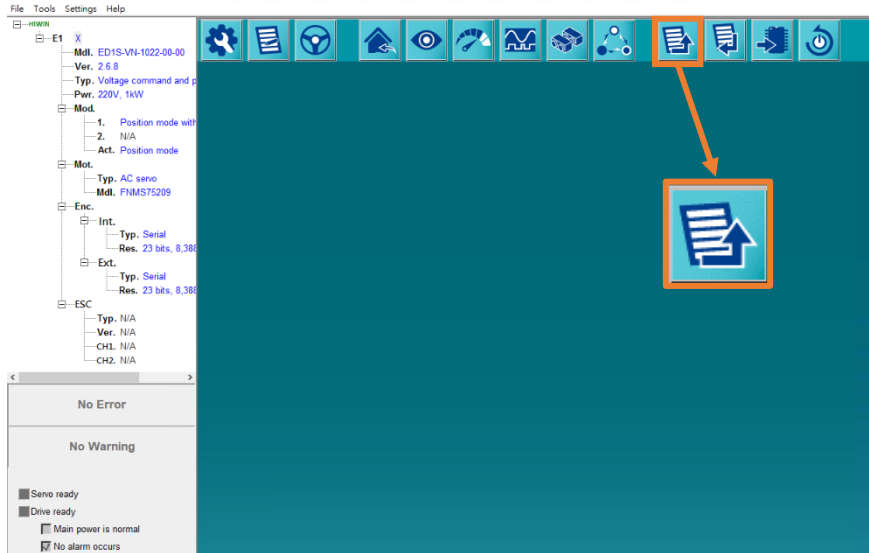 File Tools Settings Help
HIWIN
E1 X
Mdl. ED1S-VN-1022-00-00
Ver. 2.6.8
Typ. Voltage command and p
Pwr. 220V, 1kW
Mod.
1. Position mode with
2. N/A
Act. Position mode
Mot.
Typ. AC servo
Mdl. FNMS75209
Enc.
Int.
Typ. Serial
Res. 23 bits, 8,388
Ext.
Typ. Serial
Res. 23 bits, 8,388
ESC
Typ. N/A
Ver. N/A
CH1. N/A
CH2. N/A
No Error
No Warning
Servo ready
Drive ready
Main power is normal
No alarm occurs